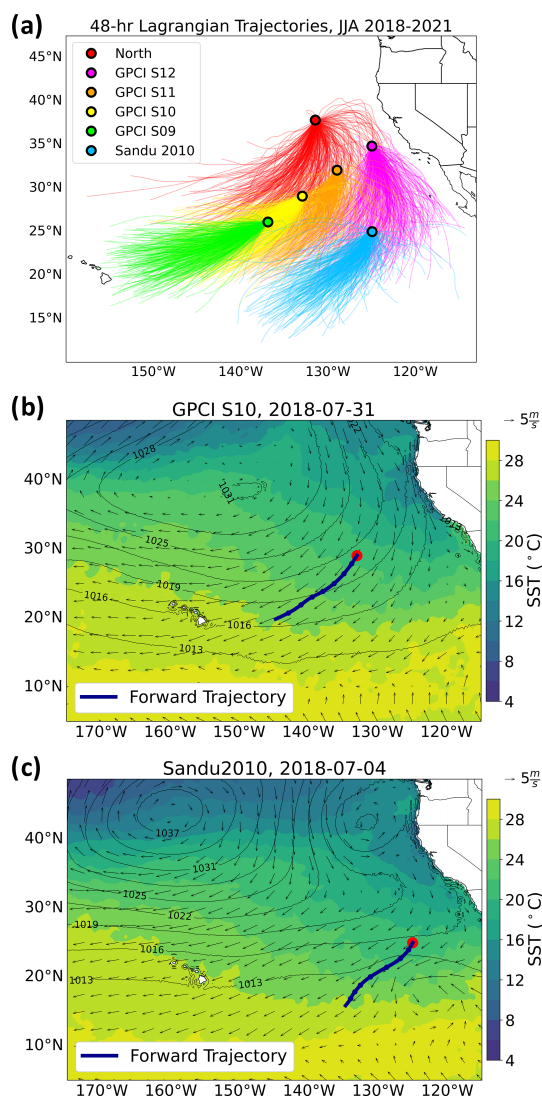 (a)
48-hr Lagrangian Trajectories, JJA 2018-2021
45°N
40°N
35°N
30°N
25°N
20°N
15°N
North
GPCI S12
GPCI S11
GPCI S10
GPCI S09
Sandu 2010
150°W 140°W 130°W 120°W
(b)
GPCI S10, 2018-07-31
5 m/s
40°N
30°N
20°N
10°N
1028
1031
1025
1019
1016
1016
1013
1013
Forward Trajectory
170°W 160°W 150°W 140°W 130°W 120°W
28
24
20
16
12
8
4
SST (°C)
(c)
Sandu2010, 2018-07-04
5 m/s
40°N
30°N
20°N
10°N
1037
1031
1025
1022
1019
1016
1013
1013
Forward Trajectory
170°W 160°W 150°W 140°W 130°W 120°W
28
24
20
16
12
8
4
SST (°C)